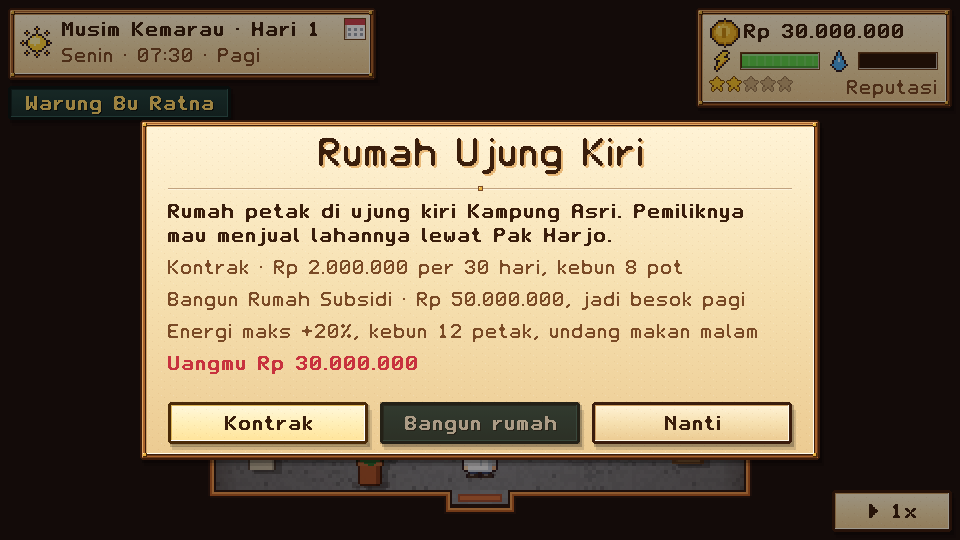 Musim Kemarau · Hari 1
Senin · 07:30 · Pagi
Rp 30.000.000
Reputasi
Warung Bu Ratna
Rumah Ujung Kiri
Rumah petak di ujung kiri Kampung Asri. Pemiliknya
mau menjual lahannya lewat Pak Harjo.
Kontrak · Rp 2.000.000 per 30 hari, kebun 8 pot
Bangun Rumah Subsidi · Rp 50.000.000, jadi besok pagi
Energi maks +20%, kebun 12 petak, undang makan malam
Uangmu Rp 30.000.000
Kontrak
Bangun rumah
Nanti
1x